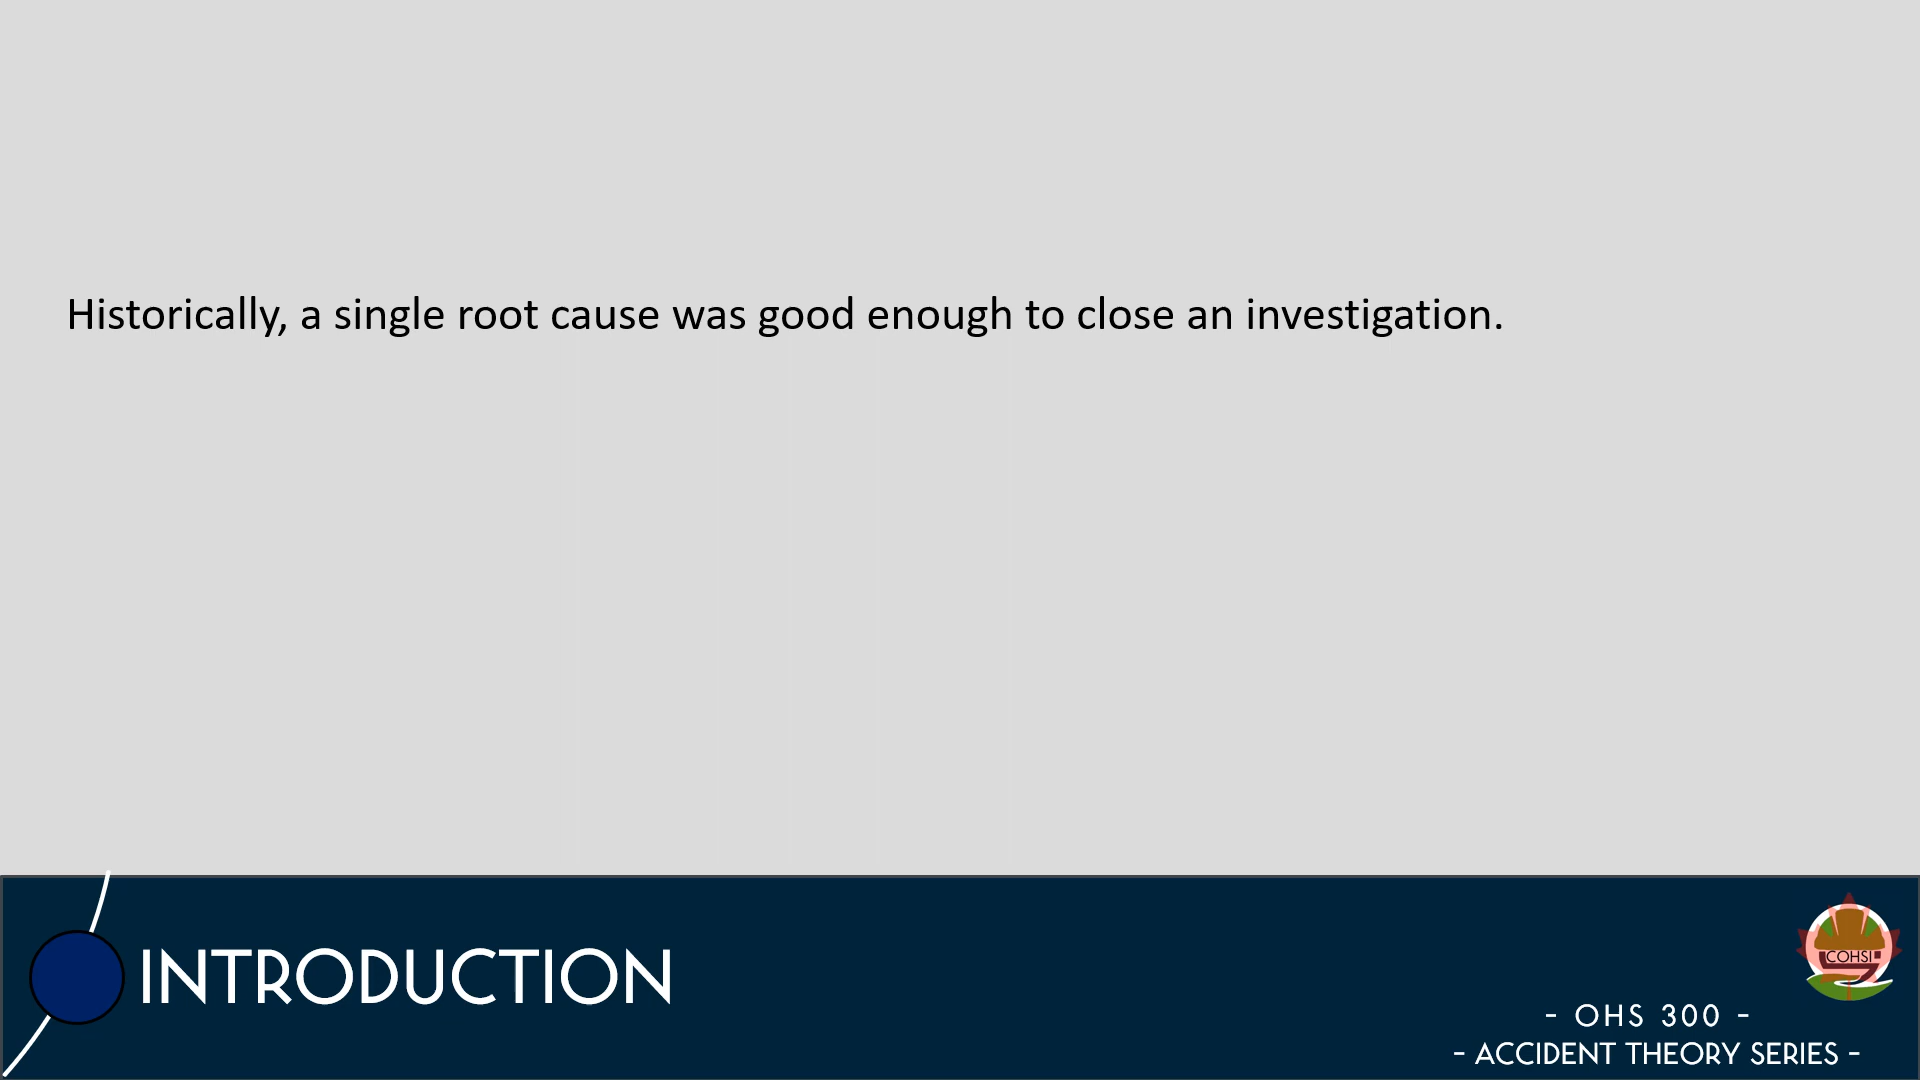 Historically, a single root cause was good enough to close an investigation.
INTRODUCTION
COHSI
- OHS 300 -
- ACCIDENT THEORY SERIES -